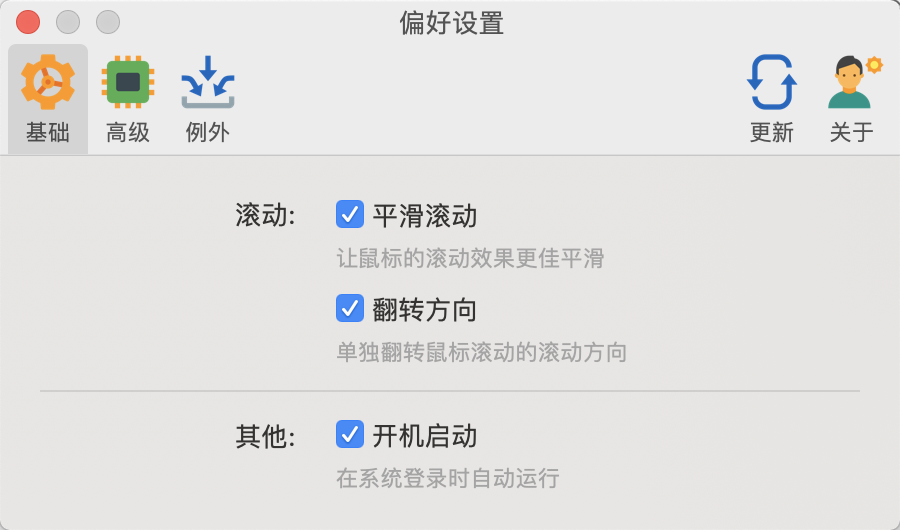 偏好设置
基础 高级 例外 更新 关于
滚动: 平滑滚动
让鼠标的滚动效果更佳平滑
翻转方向
单独翻转鼠标滚动的滚动方向
其他: 开机启动
在系统登录时自动运行